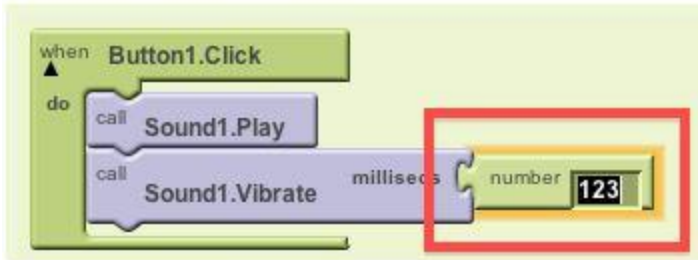 when Button1.Click
do
call Sound1.Play
call Sound1.Vibrate millisecs number 123